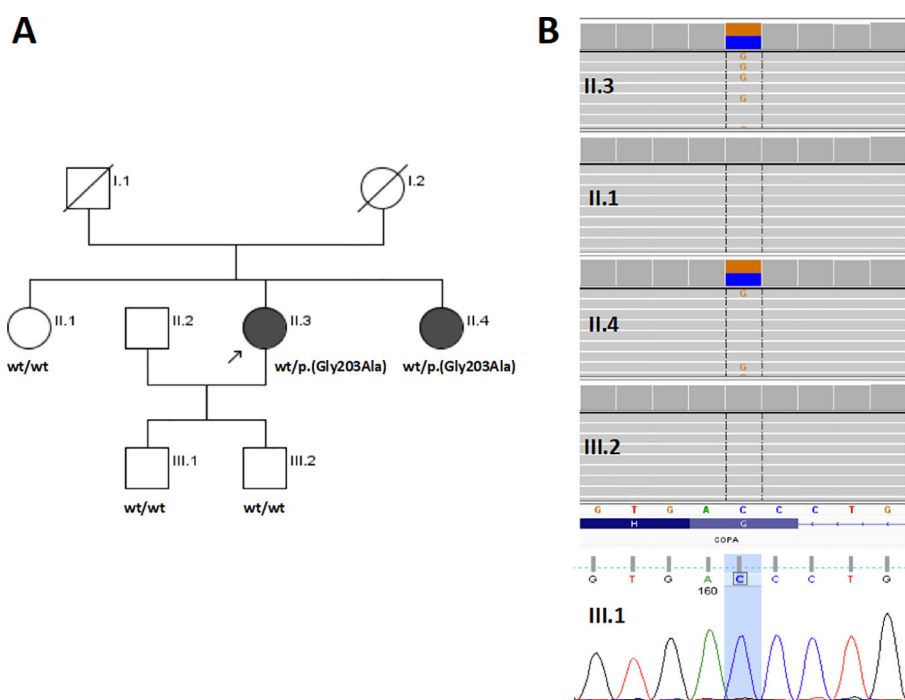 A
I.1
I.2
II.1
II.2
II.3
II.4
wt/wt
wt/p.(Gly203Ala)
wt/p.(Gly203Ala)
III.1
III.2
wt/wt
wt/wt
B
G
G
G
G
II.3
II.1
G
II.4
G
III.2
G T G A C C C T G
H G
COPA
G T G A C C C T G
160
III.1